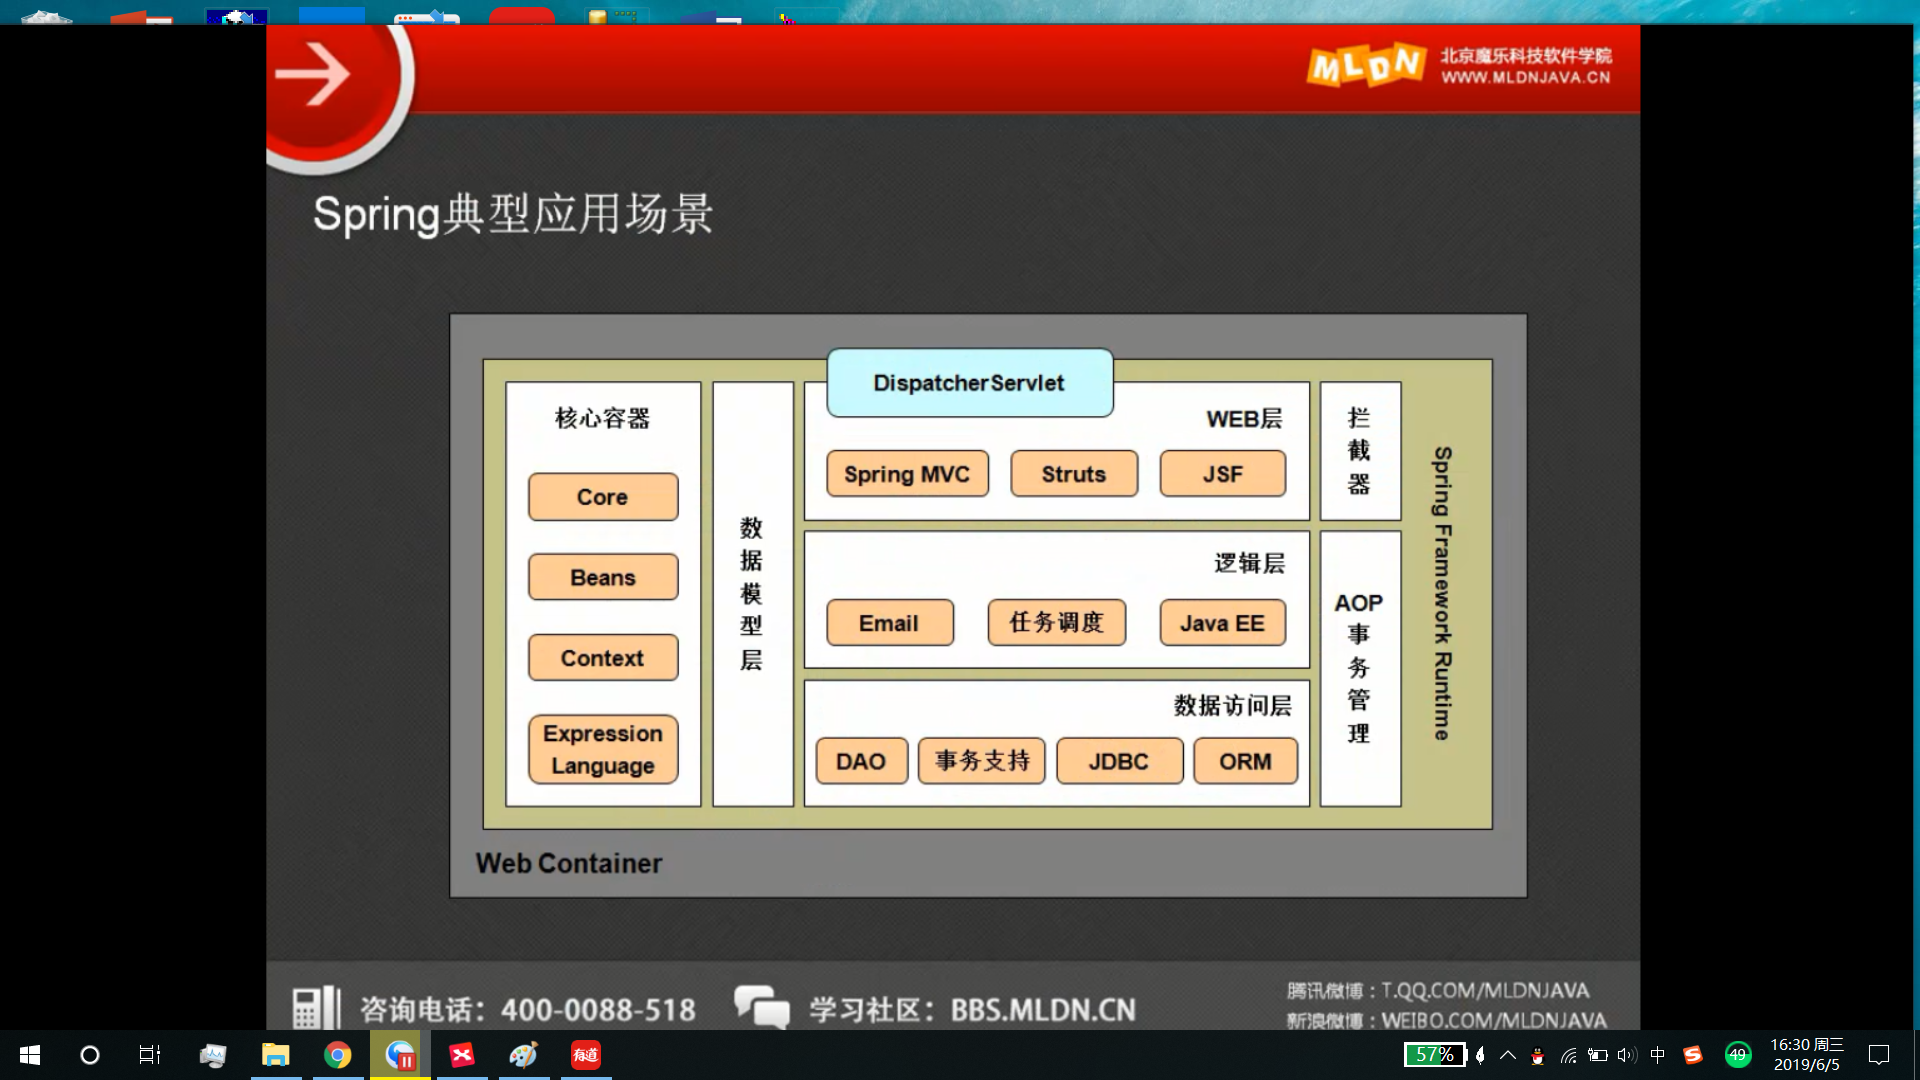 MLDN
北京魔乐科技软件学院
WWW.MLDNJAVA.CN
Spring典型应用场景
DispatcherServlet
核心容器
Core
Beans
Context
Expression
Language
数据模型层
WEB层
Spring MVC
Struts
JSF
拦截器
逻辑层
Email
任务调度
Java EE
AOP
事务管理
数据访问层
DAO
事务支持
JDBC
ORM
Spring Framework Runtime
Web Container
咨询电话：400-0088-518
学习社区：BBS.MLDN.CN
腾讯微博：T.QQ.COM/MLDNJAVA
新浪微博：WEIBO.COM/MLDNJAVA
有道
57%
中
S
49
16:30 周三
2019/6/5